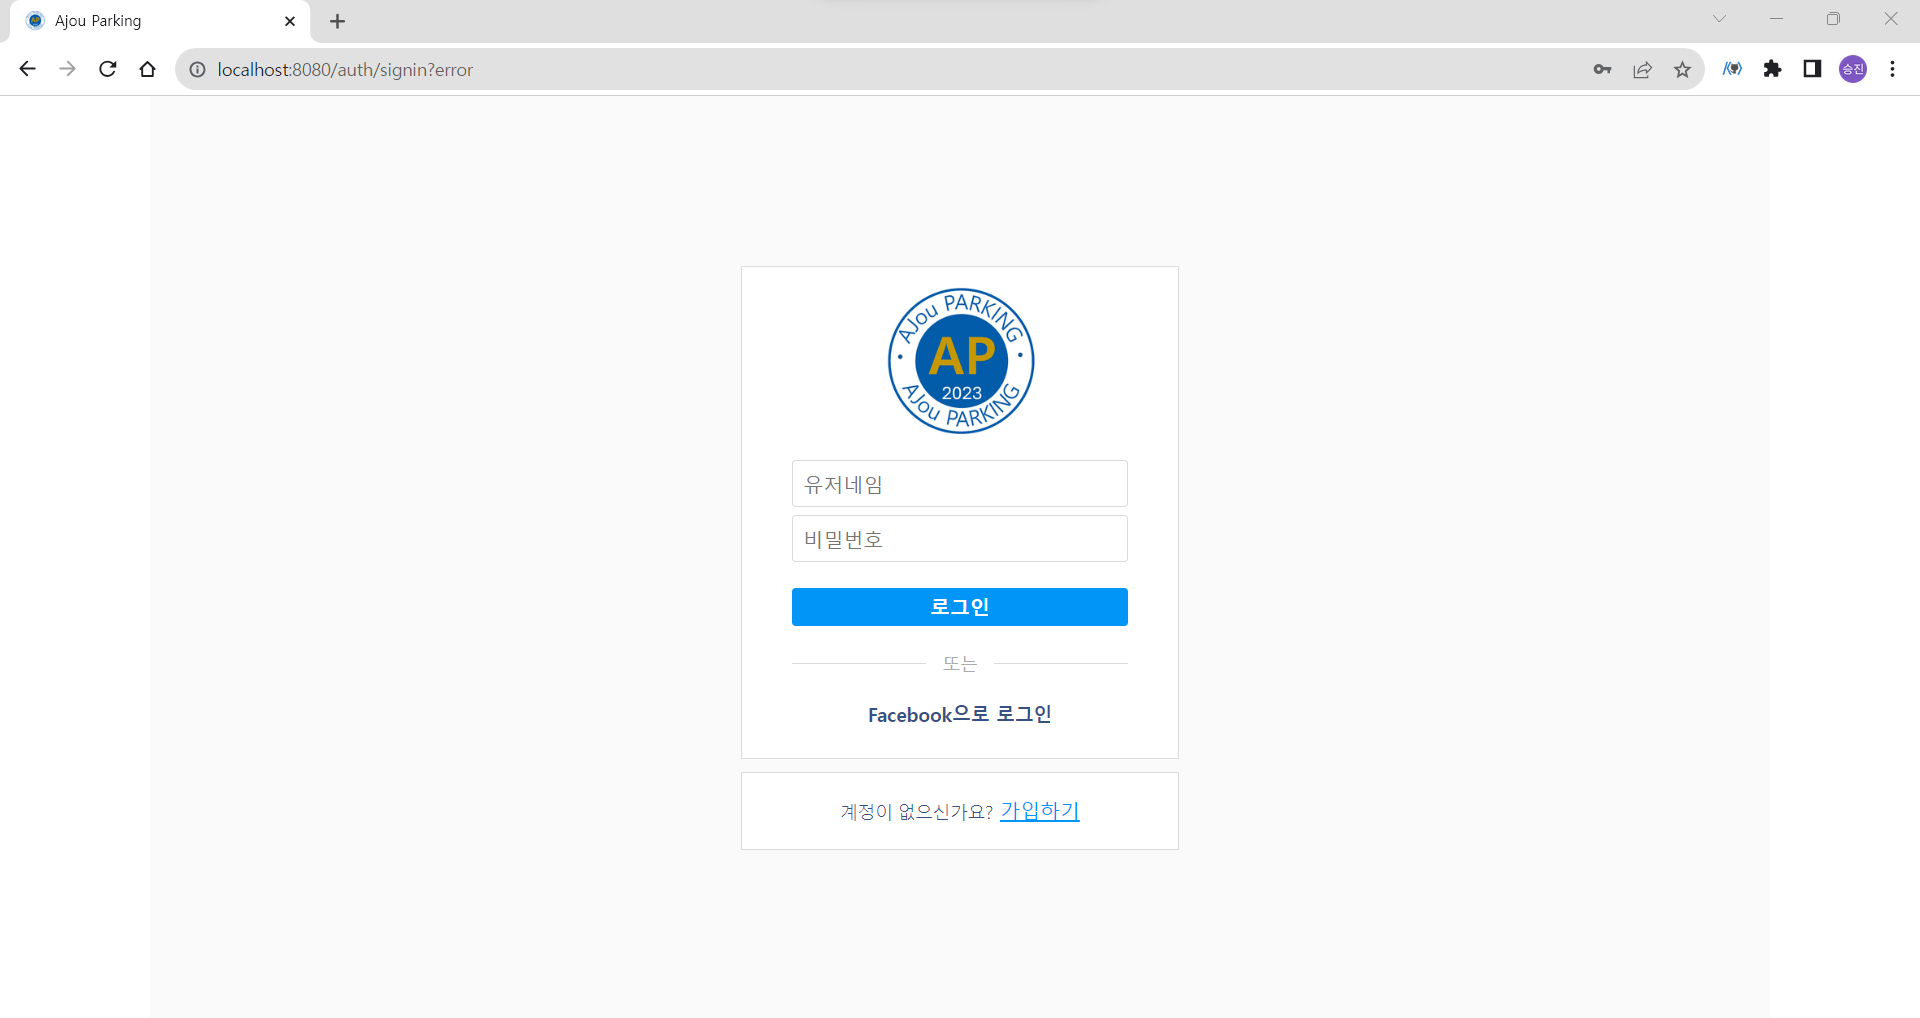 Ajou Parking
localhost:8080/auth/signin?error
승진
AJou PARKING
AP
2023
AJou PARKING
유저네임
비밀번호
로그인
또는
Facebook으로 로그인
계정이 없으신가요? 가입하기